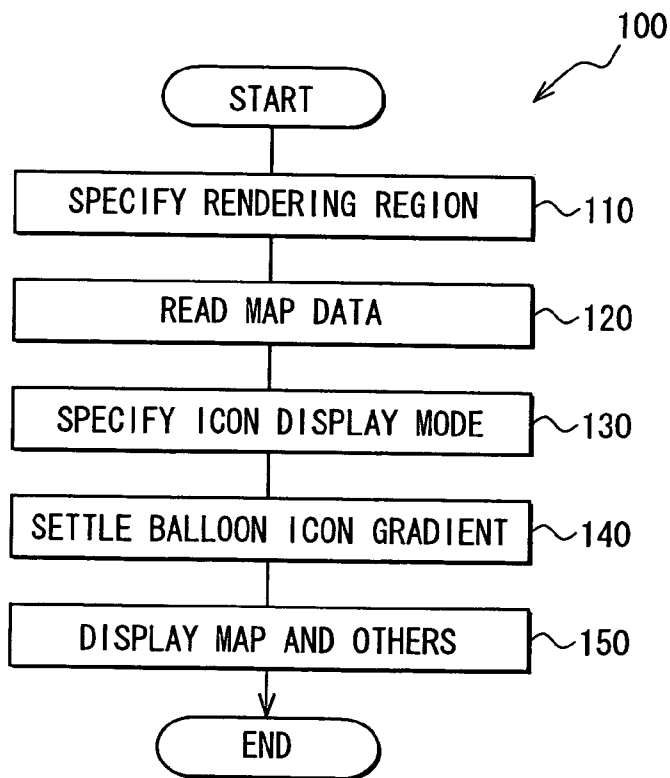 100
START
SPECIFY RENDERING REGION 110
READ MAP DATA 120
SPECIFY ICON DISPLAY MODE 130
SETTLE BALLOON ICON GRADIENT 140
DISPLAY MAP AND OTHERS 150
END